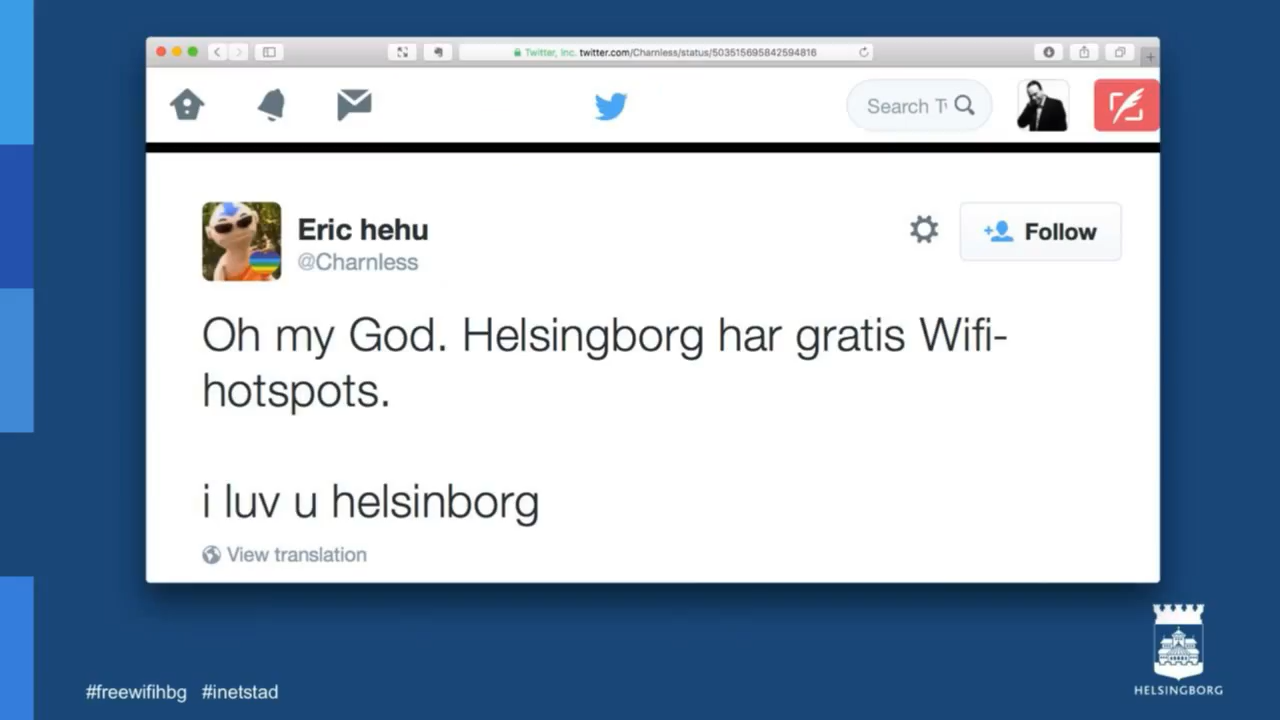 Twitter, Inc. twitter.com/Charnless/status/503515695842594816
Search T
Eric hehu
@Charnless
Follow
Oh my God. Helsingborg har gratis Wifi-
hotspots.
i luv u helsinborg
View translation
HELSINGBORG
#freewifihbg #inetstad